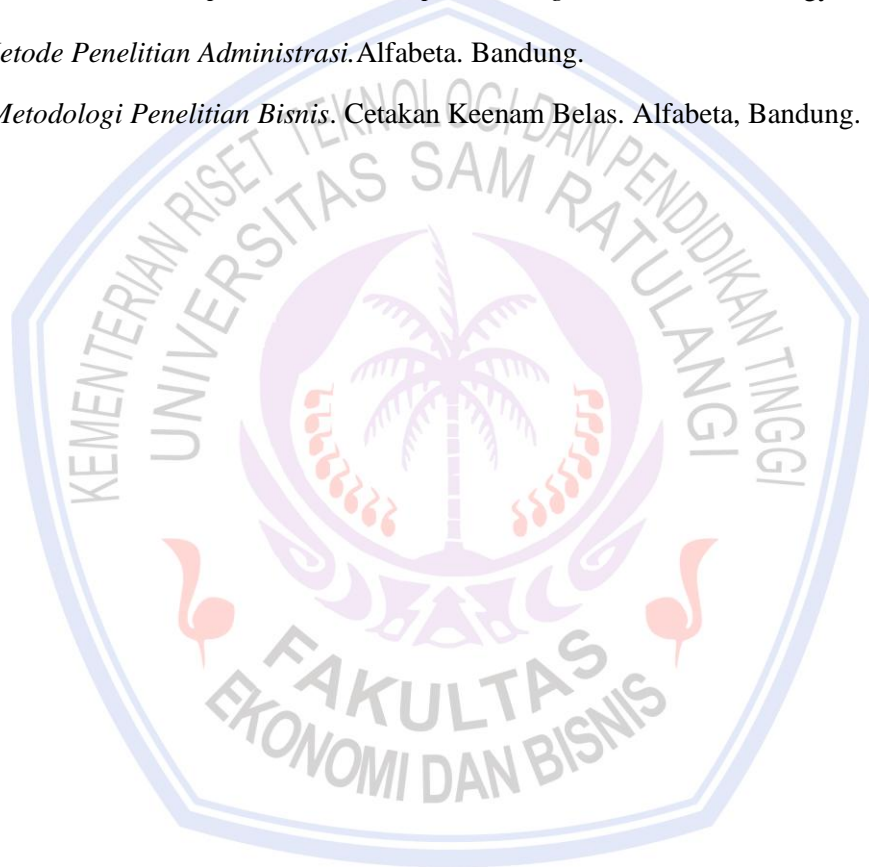 etode Penelitian Administrasi.Alfabeta. Bandung.
Metodologi Penelitian Bisnis. Cetakan Keenam Belas. Alfabeta, Bandung.
KEMENTERIAN RISET TEKNOLOGI DAN PENDIDIKAN TINGGI
UNIVERSITAS SAM RATULANGI
FAKULTAS
EKONOMI DAN BISNIS